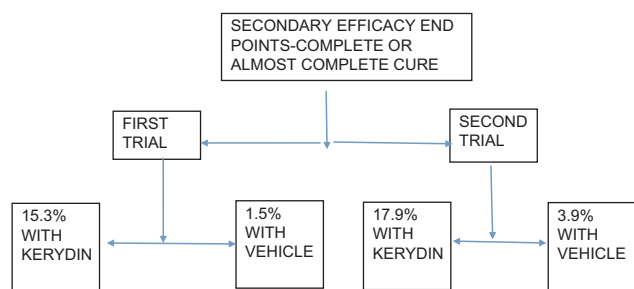 SECONDARY EFFICACY END
POINTS-COMPLETE OR
ALMOST COMPLETE CURE
FIRST
TRIAL
SECOND
TRIAL
15.3%
WITH
KERYDIN
1.5%
WITH
VEHICLE
17.9%
WITH
KERYDIN
3.9%
WITH
VEHICLE